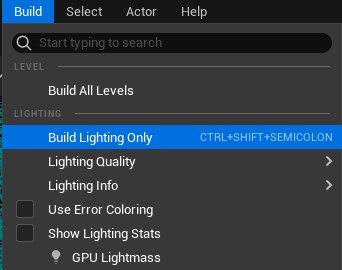 Build Select Actor Help
Start typing to search
LEVEL
Build All Levels
LIGHTING
Build Lighting Only CTRL+SHIFT+SEMICOLON
Lighting Quality
Lighting Info
Use Error Coloring
Show Lighting Stats
GPU Lightmass